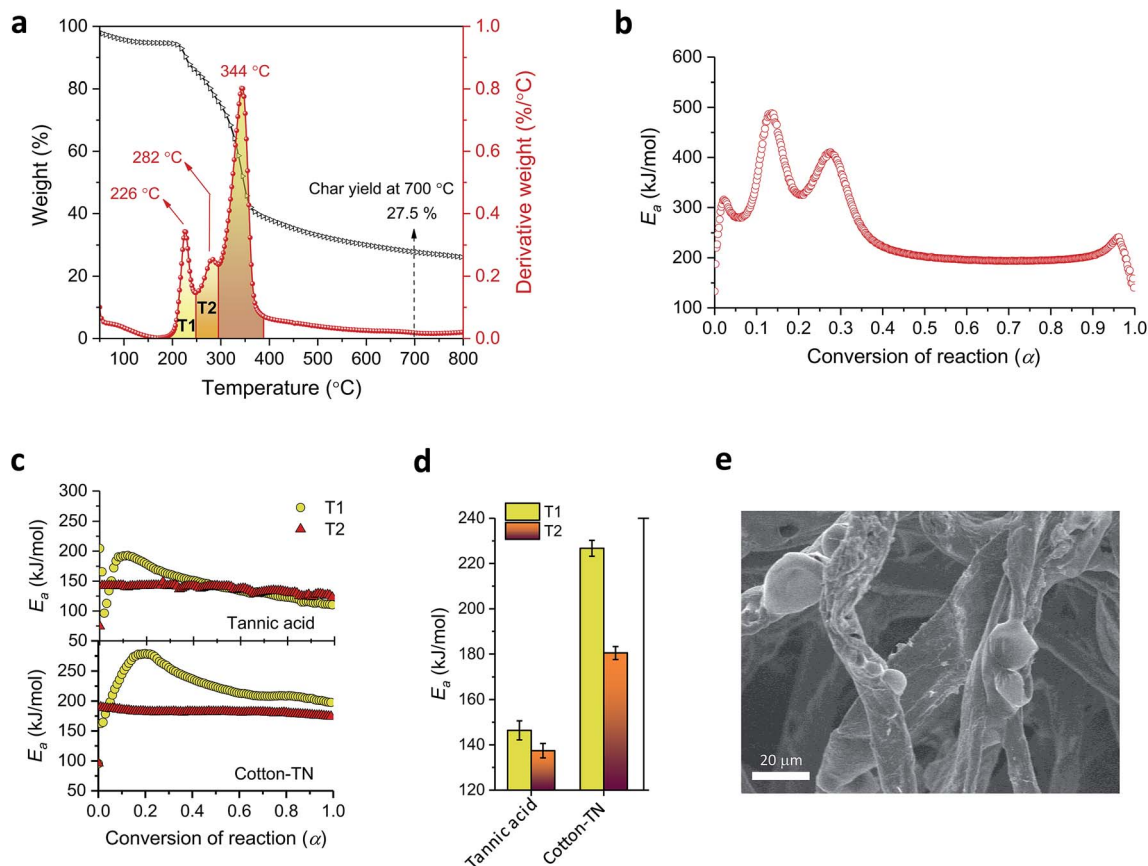 a
100
80
60
40
20
0
Weight (%)
100 200 300 400 500 600 700 800
Temperature (°C)
1.0
0.8
0.6
0.4
0.2
0.0
Derivative weight (%/°C)
344 °C
282 °C
226 °C
T1
T2
Char yield at 700 °C
27.5 %
b
600
500
400
300
200
100
Ea (kJ/mol)
0.0 0.1 0.2 0.3 0.4 0.5 0.6 0.7 0.8 0.9 1.0
Conversion of reaction (α)
c
300
250
200
150
100
50
Ea (kJ/mol)
T1
T2
Tannic acid
250
200
150
100
50
Ea (kJ/mol)
Cotton-TN
0.0 0.2 0.4 0.6 0.8 1.0
Conversion of reaction (α)
d
T1
T2
240
220
200
180
160
140
120
Ea (kJ/mol)
Tannic acid
Cotton-TN
e
20 µm